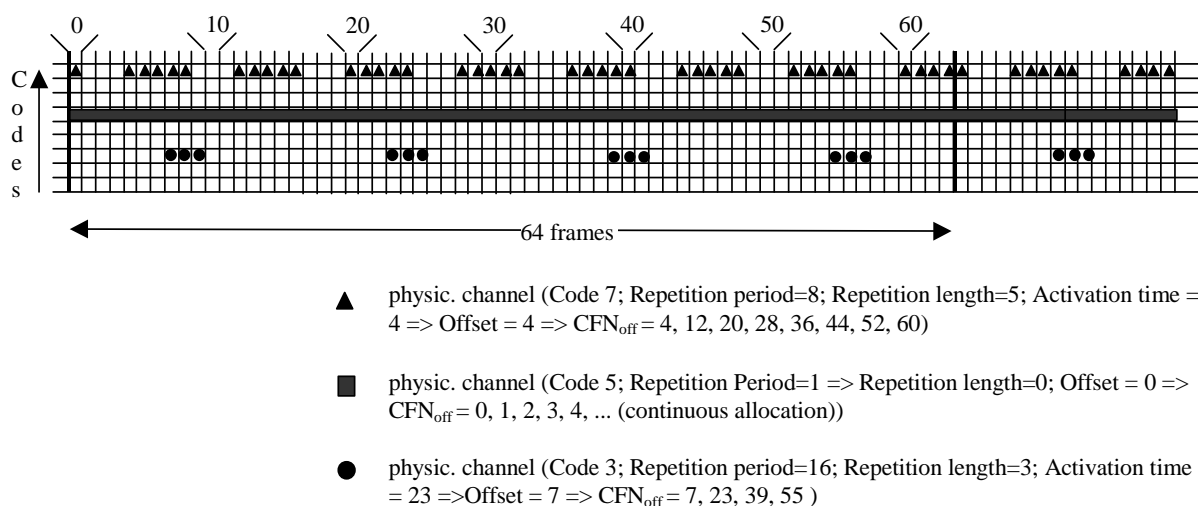 0 10 20 30 40 50 60
C
o
d
e
s
64 frames
physic. channel (Code 7; Repetition period=8; Repetition length=5; Activation time =
4 => Offset = 4 => CFNoff = 4, 12, 20, 28, 36, 44, 52, 60)
physic. channel (Code 5; Repetition Period=1 => Repetition length=0; Offset = 0 =>
CFNoff = 0, 1, 2, 3, 4, ... (continuous allocation))
physic. channel (Code 3; Repetition period=16; Repetition length=3; Activation time
= 23 =>Offset = 7 => CFNoff = 7, 23, 39, 55 )